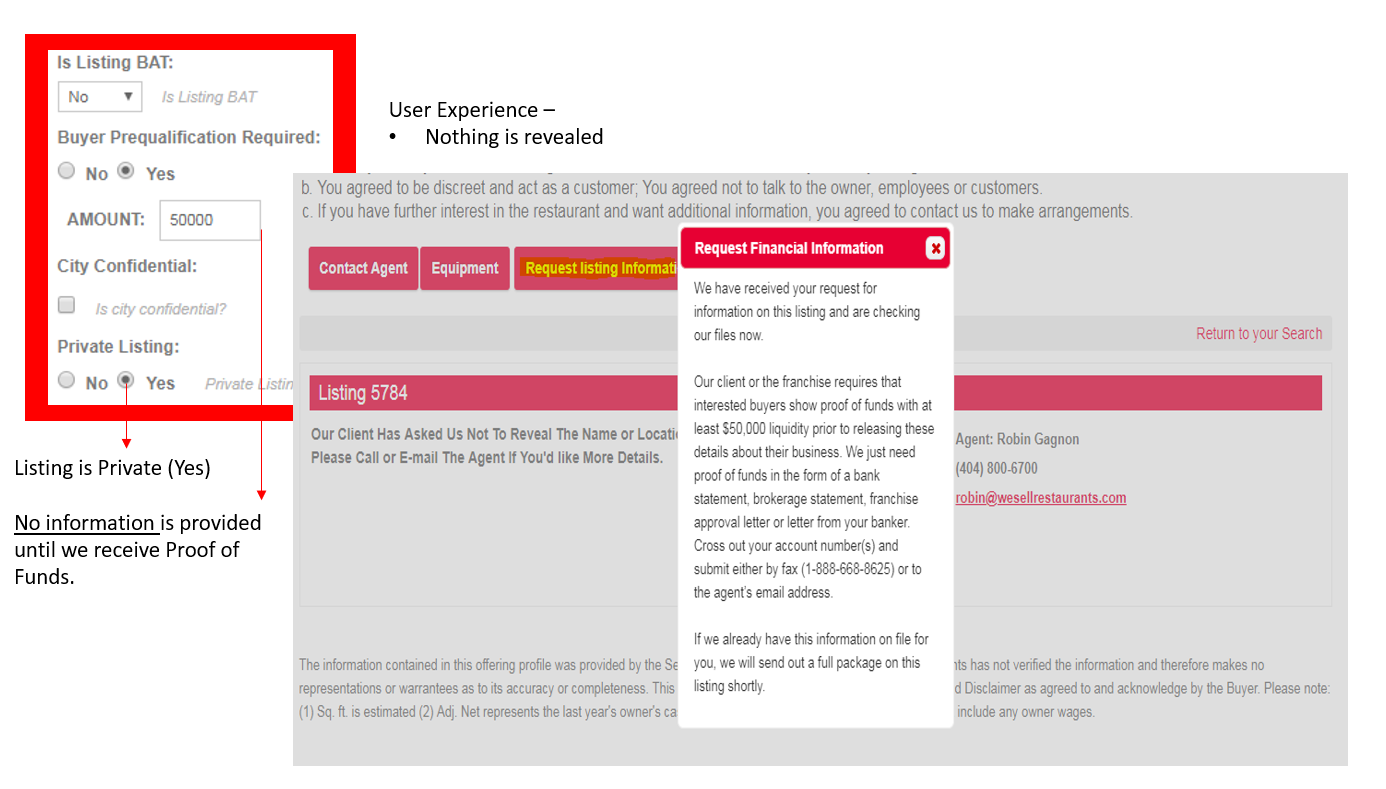 Is Listing BAT:
No ▼ Is Listing BAT
Buyer Prequalification Required:
No Yes
AMOUNT: 50000
City Confidential:
Is city confidential?
Private Listing:
No Yes Private Listin
Listing is Private (Yes)
No information is provided
until we receive Proof of
Funds.
User Experience –
• Nothing is revealed
b. You agreed to be discreet and act as a customer; You agreed not to talk to the owner, employees or customers.
c. If you have further interest in the restaurant and want additional information, you agreed to contact us to make arrangements.
Contact Agent Equipment Request listing Informati
Return to your Search
Listing 5784
Our Client Has Asked Us Not To Reveal The Name or Locati
Please Call or E-mail The Agent If You'd like More Details.
Agent: Robin Gagnon
(404) 800-6700
robin@wesellrestaurants.com
Request Financial Information
We have received your request for
information on this listing and are checking
our files now.
Our client or the franchise requires that
interested buyers show proof of funds with at
least $50,000 liquidity prior to releasing these
details about their business. We just need
proof of funds in the form of a bank
statement, brokerage statement, franchise
approval letter or letter from your banker.
Cross out your account number(s) and
submit either by fax (1-888-668-8625) or to
the agent's email address.
If we already have this information on file for
you, we will send out a full package on this
listing shortly.
The information contained in this offering profile was provided by the Se nts has not verified the information and therefore makes no
representations or warrantees as to its accuracy or completeness. This d Disclaimer as agreed to and acknowledge by the Buyer. Please note:
(1) Sq. ft. is estimated (2) Adj. Net represents the last year's owner's ca include any owner wages.